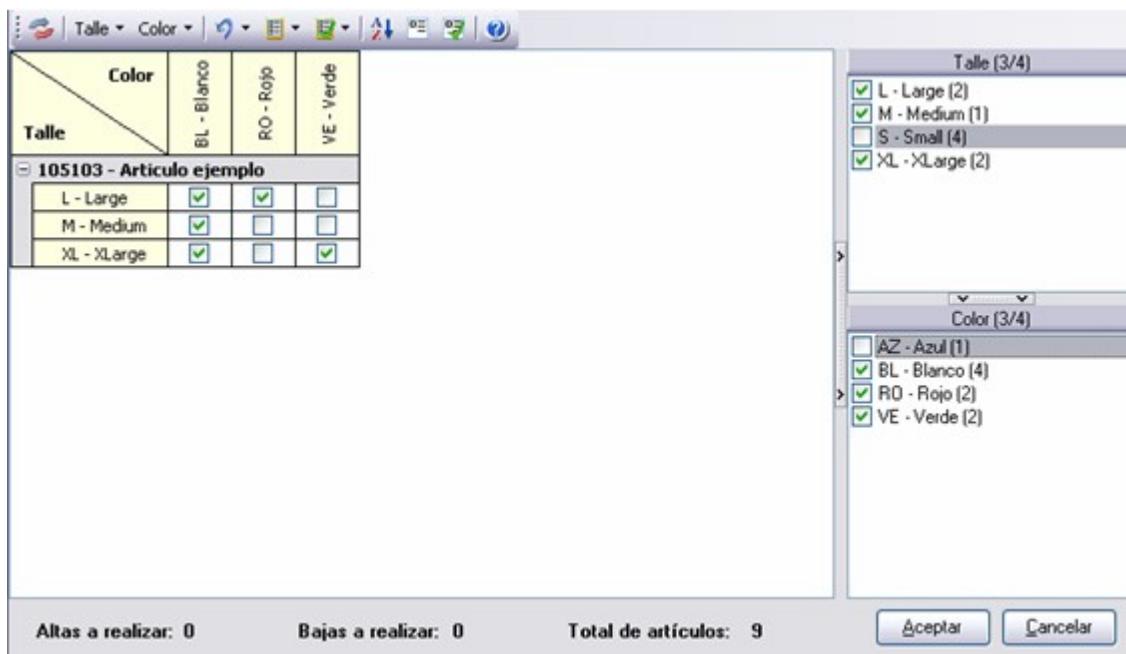 Talle Color
Color
Talle
BL - Blanco
RO - Rojo
VE - Verde
105103 - Articulo ejemplo
L - Large
M - Medium
XL - XLarge
Talle (3/4)
L - Large (2)
M - Medium (1)
S - Small (4)
XL - XLarge (2)
Color (3/4)
AZ - Azul (1)
BL - Blanco (4)
RO - Rojo (2)
VE - Verde (2)
Altas a realizar: 0 Bajas a realizar: 0 Total de artículos: 9 Aceptar Cancelar